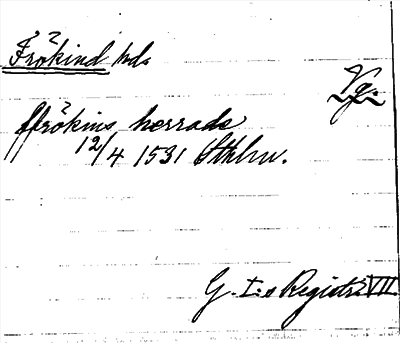 Frökind hd.
Vg.
ffrökins herrade
12/4 1531 Sthlm.
G. I:s Registr. VII.